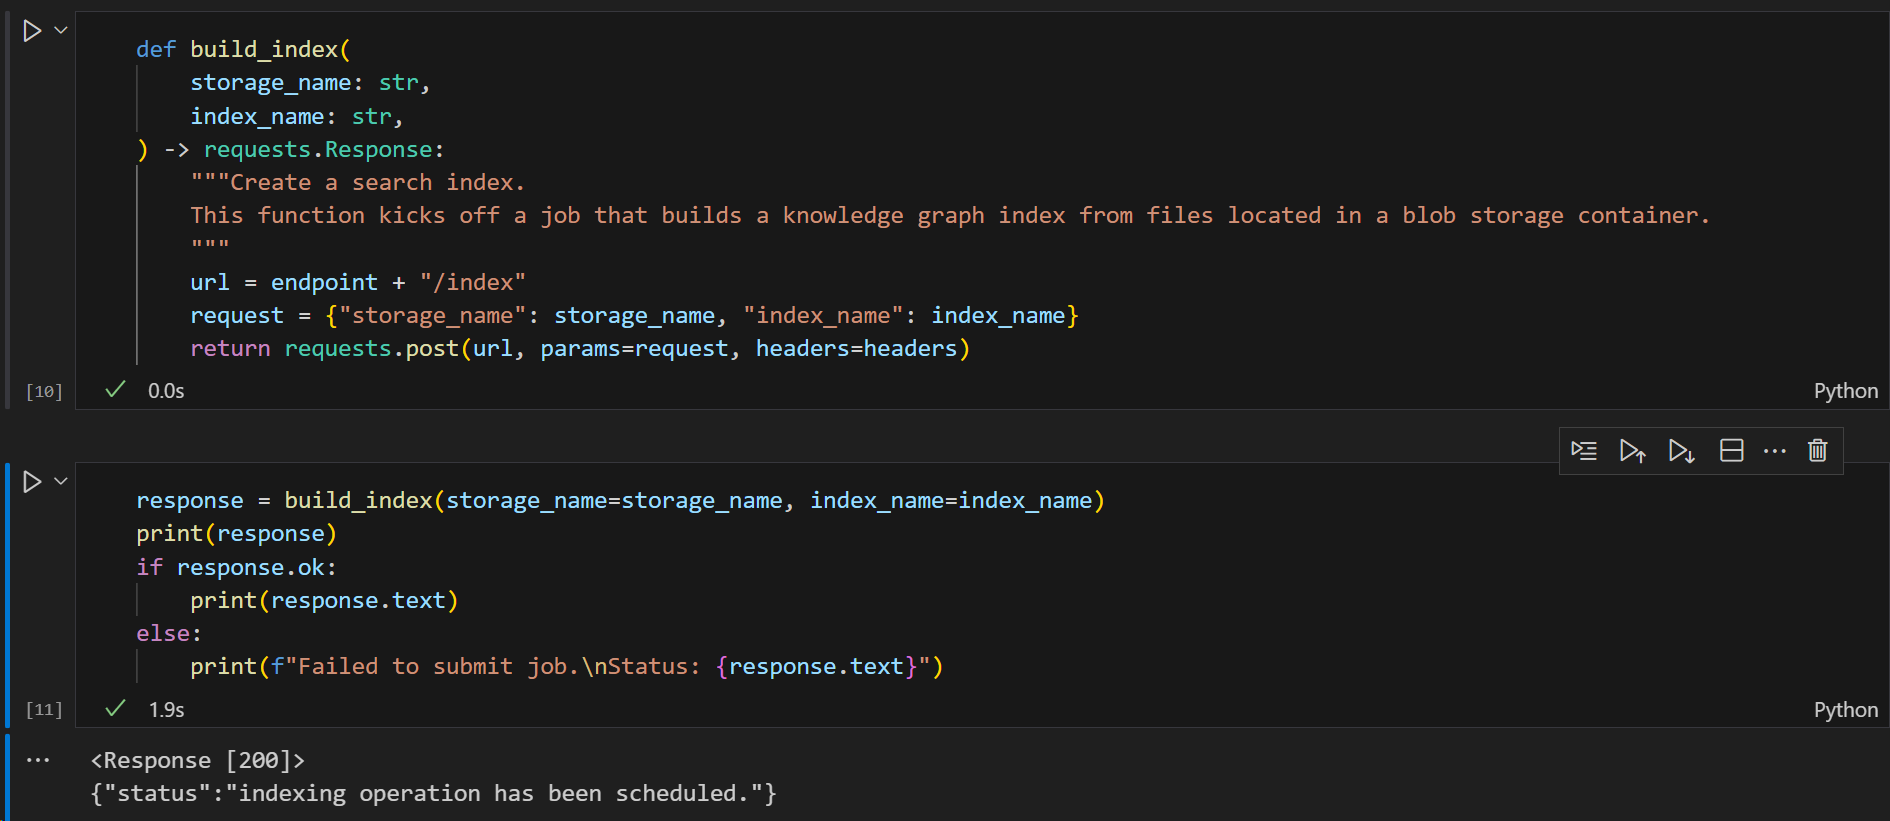 def build_index(
    storage_name: str,
    index_name: str,
) -> requests.Response:
    """Create a search index.
    This function kicks off a job that builds a knowledge graph index from files located in a blob storage container.
    """
    url = endpoint + "/index"
    request = {"storage_name": storage_name, "index_name": index_name}
    return requests.post(url, params=request, headers=headers)
[10] 0.0s Python
response = build_index(storage_name=storage_name, index_name=index_name)
print(response)
if response.ok:
    print(response.text)
else:
    print(f"Failed to submit job.\nStatus: {response.text}")
[11] 1.9s Python
<Response [200]>
{"status":"indexing operation has been scheduled."}